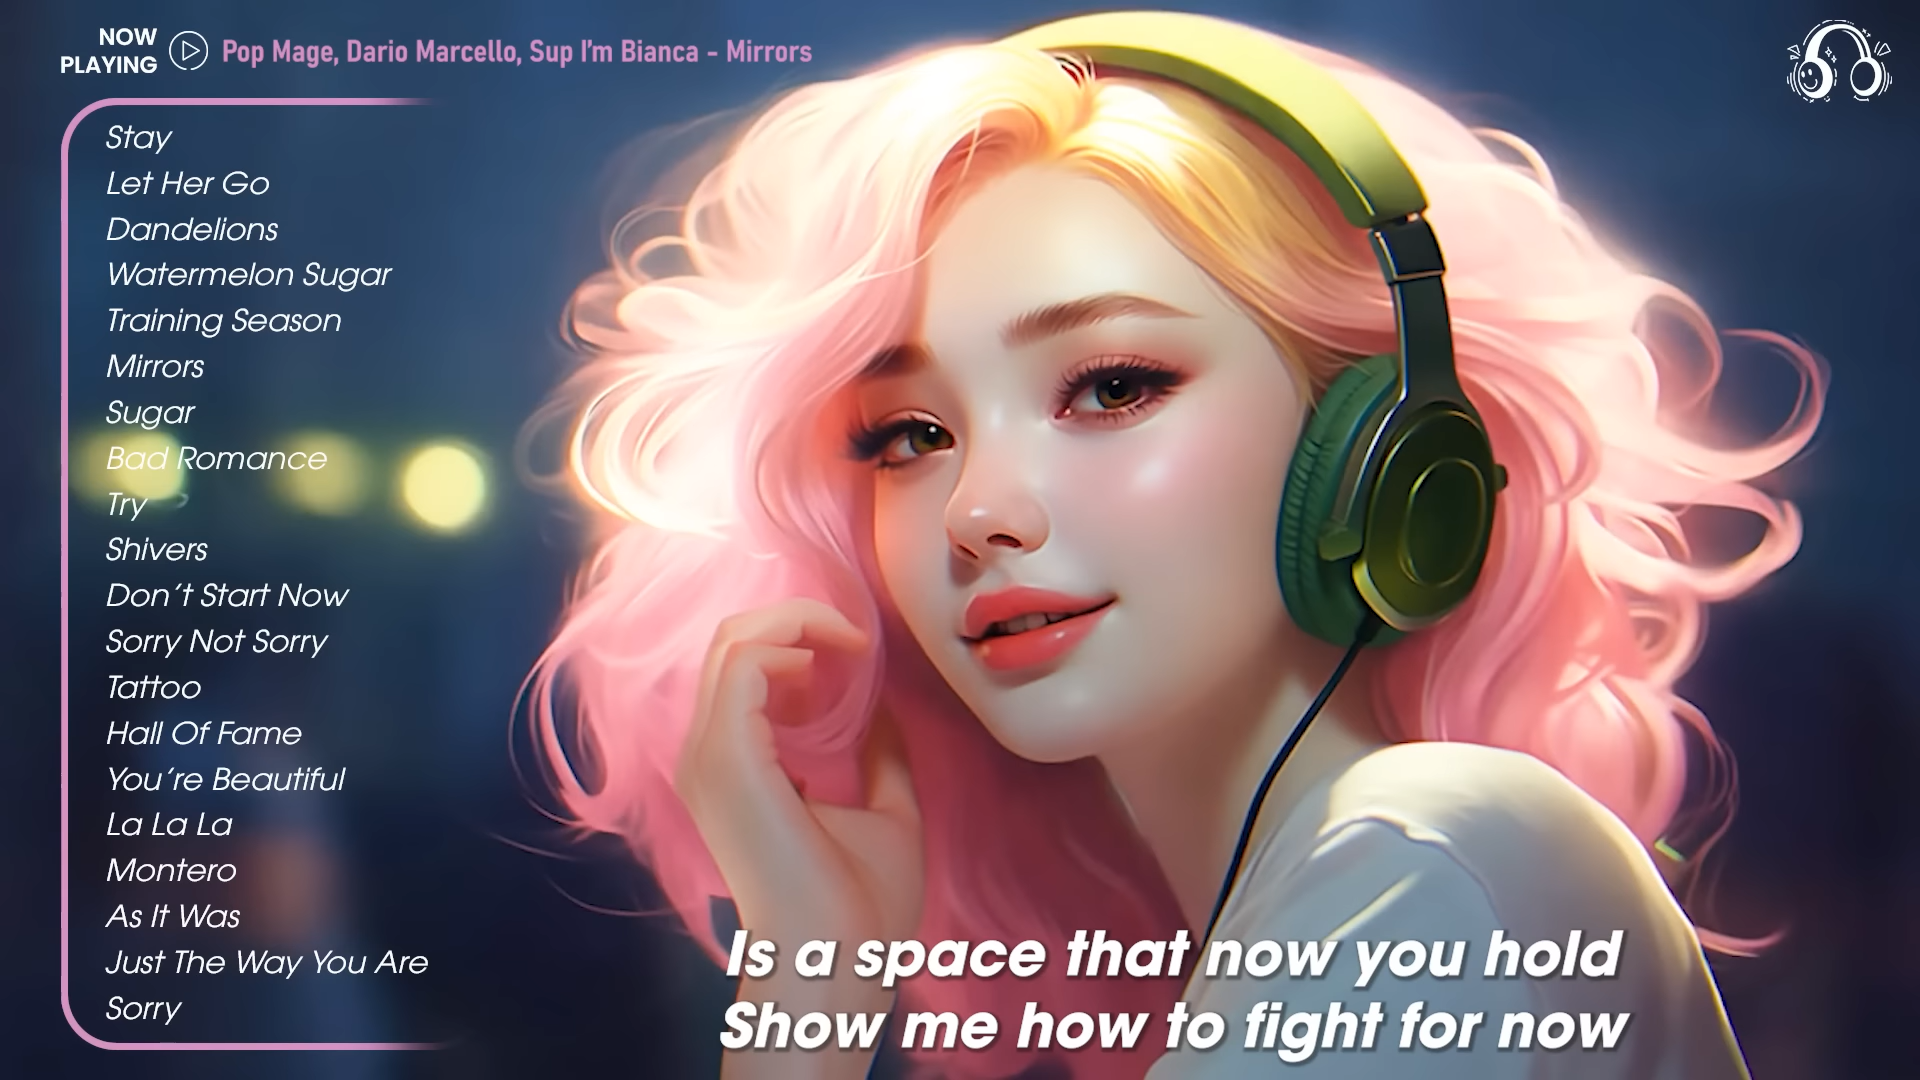 NOW
PLAYING
Pop Mage, Dario Marcello, Sup I'm Bianca - Mirrors
Stay
Let Her Go
Dandelions
Watermelon Sugar
Training Season
Mirrors
Sugar
Bad Romance
Try
Shivers
Don't Start Now
Sorry Not Sorry
Tattoo
Hall Of Fame
You're Beautiful
La La La
Montero
As It Was
Just The Way You Are
Sorry
Is a space that now you hold
Show me how to fight for now